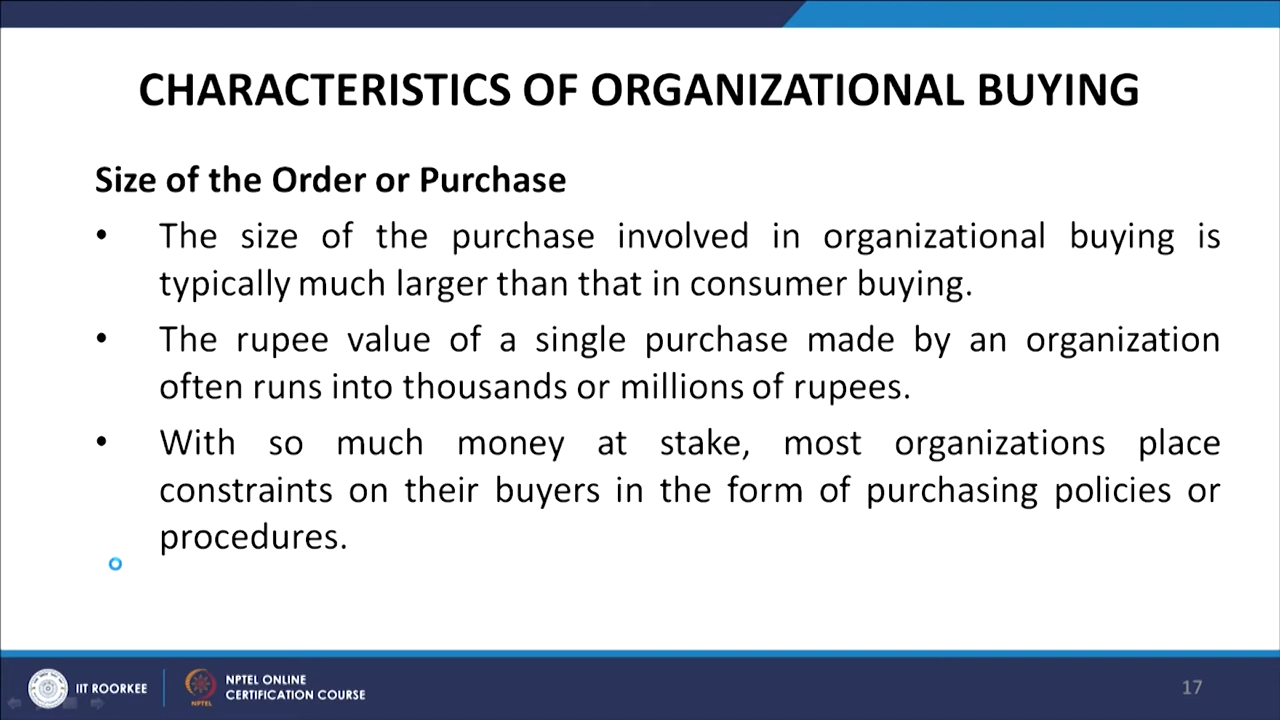 CHARACTERISTICS OF ORGANIZATIONAL BUYING
Size of the Order or Purchase
• The size of the purchase involved in organizational buying is
typically much larger than that in consumer buying.
• The rupee value of a single purchase made by an organization
often runs into thousands or millions of rupees.
• With so much money at stake, most organizations place
constraints on their buyers in the form of purchasing policies or
procedures.
IIT ROORKEE
NPTEL
NPTEL ONLINE
CERTIFICATION COURSE
17